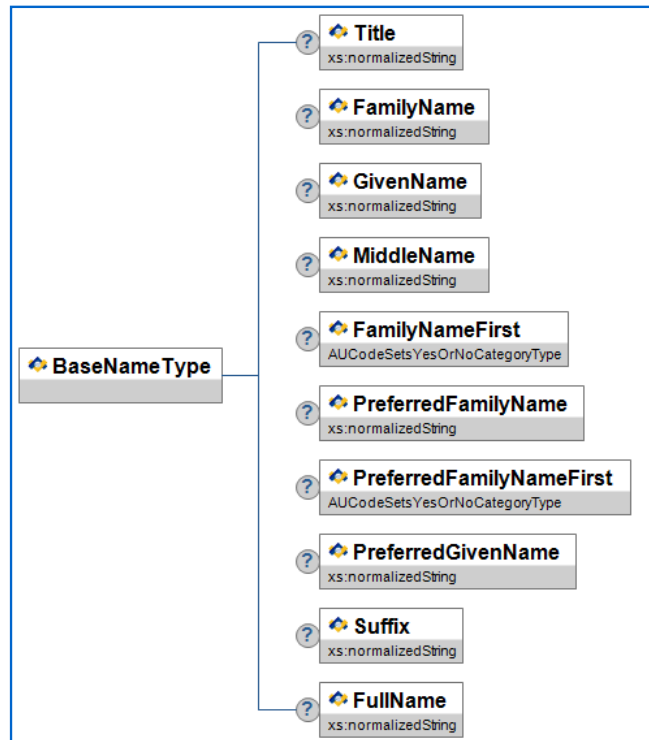 ? Title
xs:normalizedString
? FamilyName
xs:normalizedString
? GivenName
xs:normalizedString
? MiddleName
xs:normalizedString
? FamilyNameFirst
AUCodeSetsYesOrNoCategoryType
BaseNameType
? PreferredFamilyName
xs:normalizedString
? PreferredFamilyNameFirst
AUCodeSetsYesOrNoCategoryType
? PreferredGivenName
xs:normalizedString
? Suffix
xs:normalizedString
? FullName
xs:normalizedString